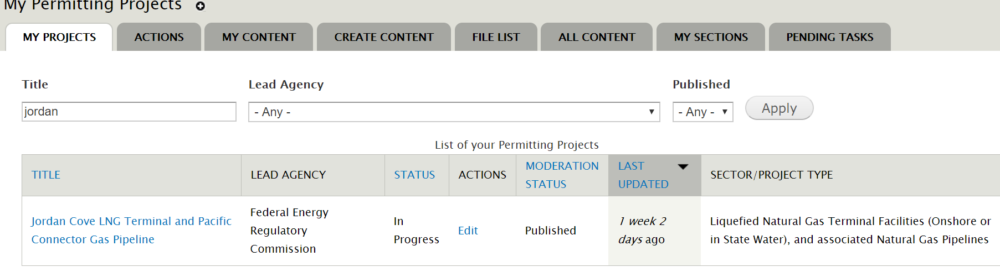 My Permitting Projects
MY PROJECTS ACTIONS MY CONTENT CREATE CONTENT FILE LIST ALL CONTENT MY SECTIONS PENDING TASKS
Title Lead Agency Published
jordan - Any - - Any - Apply
List of your Permitting Projects
TITLE LEAD AGENCY STATUS ACTIONS MODERATION STATUS LAST UPDATED SECTOR/PROJECT TYPE
Jordan Cove LNG Terminal and Pacific
Connector Gas Pipeline
Federal Energy
Regulatory
Commission
In
Progress
Edit
Published
1 week 2
days ago
Liquefied Natural Gas Terminal Facilities (Onshore or
in State Water), and associated Natural Gas Pipelines